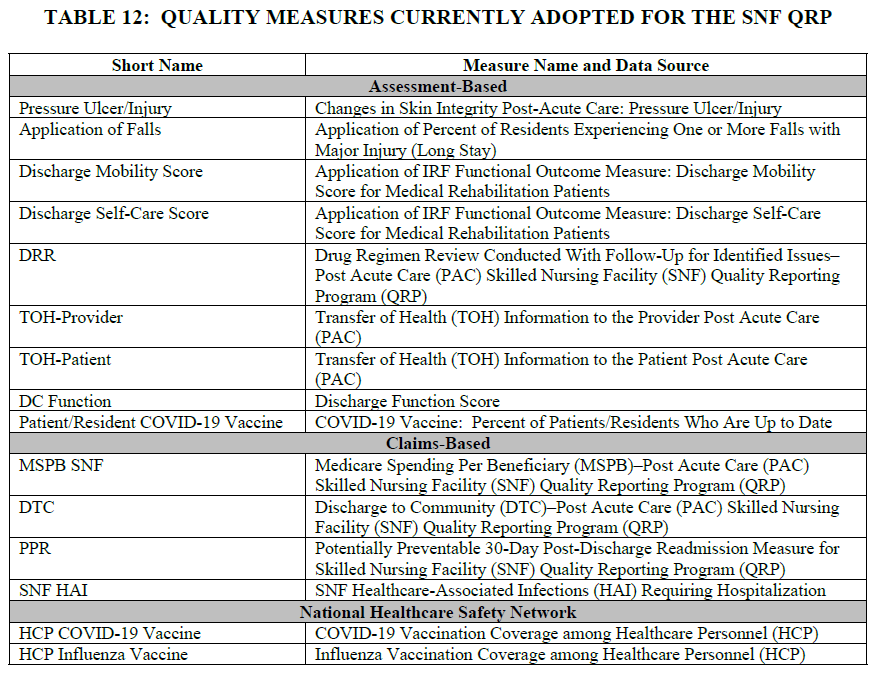 TABLE 12:  QUALITY MEASURES CURRENTLY ADOPTED FOR THE SNF QRP
Short Name
Measure Name and Data Source
Assessment-Based
Pressure Ulcer/Injury
Changes in Skin Integrity Post-Acute Care: Pressure Ulcer/Injury
Application of Falls
Application of Percent of Residents Experiencing One or More Falls with
Major Injury (Long Stay)
Discharge Mobility Score
Application of IRF Functional Outcome Measure: Discharge Mobility
Score for Medical Rehabilitation Patients
Discharge Self-Care Score
Application of IRF Functional Outcome Measure: Discharge Self-Care
Score for Medical Rehabilitation Patients
DRR
Drug Regimen Review Conducted With Follow-Up for Identified Issues–
Post Acute Care (PAC) Skilled Nursing Facility (SNF) Quality Reporting
Program (QRP)
TOH-Provider
Transfer of Health (TOH) Information to the Provider Post Acute Care
(PAC)
TOH-Patient
Transfer of Health (TOH) Information to the Patient Post Acute Care
(PAC)
DC Function
Discharge Function Score
Patient/Resident COVID-19 Vaccine
COVID-19 Vaccine:  Percent of Patients/Residents Who Are Up to Date
Claims-Based
MSPB SNF
Medicare Spending Per Beneficiary (MSPB)–Post Acute Care (PAC)
Skilled Nursing Facility (SNF) Quality Reporting Program (QRP)
DTC
Discharge to Community (DTC)–Post Acute Care (PAC) Skilled Nursing
Facility (SNF) Quality Reporting Program (QRP)
PPR
Potentially Preventable 30-Day Post-Discharge Readmission Measure for
Skilled Nursing Facility (SNF) Quality Reporting Program (QRP)
SNF HAI
SNF Healthcare-Associated Infections (HAI) Requiring Hospitalization
National Healthcare Safety Network
HCP COVID-19 Vaccine
COVID-19 Vaccination Coverage among Healthcare Personnel (HCP)
HCP Influenza Vaccine
Influenza Vaccination Coverage among Healthcare Personnel (HCP)